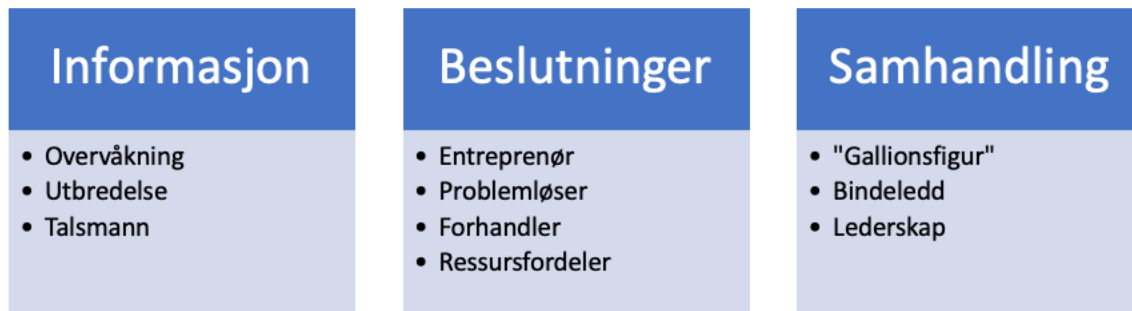 Informasjon
• Overvåkning
• Utbredelse
• Talsmann
Beslutninger
• Entreprenør
• Problemløser
• Forhandler
• Ressursfordeler
Samhandling
• "Gallionsfigur"
• Bindeledd
• Lederskap